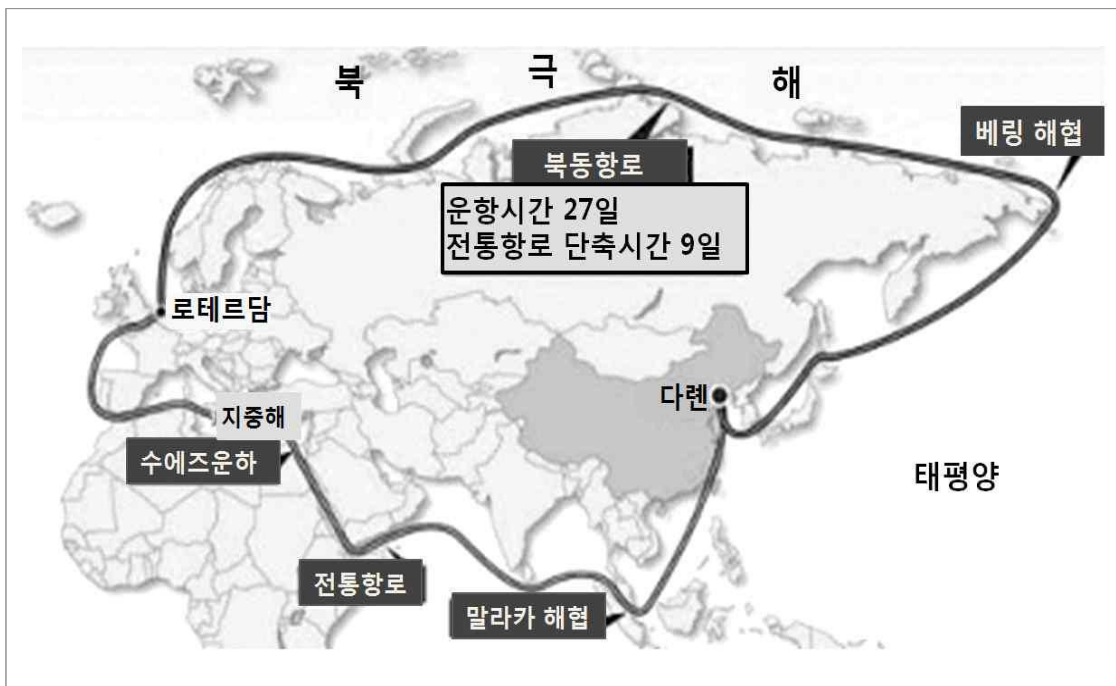 북 극 해
베링 해협
북동항로
운항시간 27일
전통항로 단축시간 9일
로테르담
다롄
지중해
수에즈운하
태평양
전통항로
말라카 해협